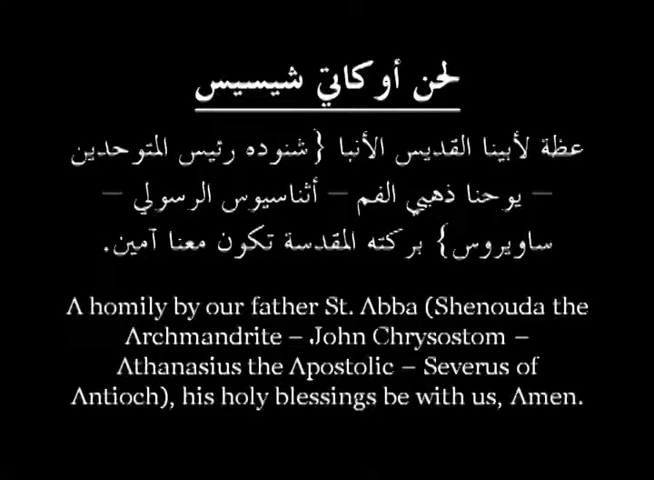 لحن أوكاتي شيسيس
عظة لأبينا القديس الأنبا {شنوده رئيس المتوحدين
– يوحنا ذهبي الفم – أثناسيوس الرسولي –
ساويروس} بركته المقدسة تكون معنا آمين.
A homily by our father St. Abba (Shenouda the
Archmandrite – John Chrysostom –
Athanasius the Apostolic – Severus of
Antioch), his holy blessings be with us, Amen.